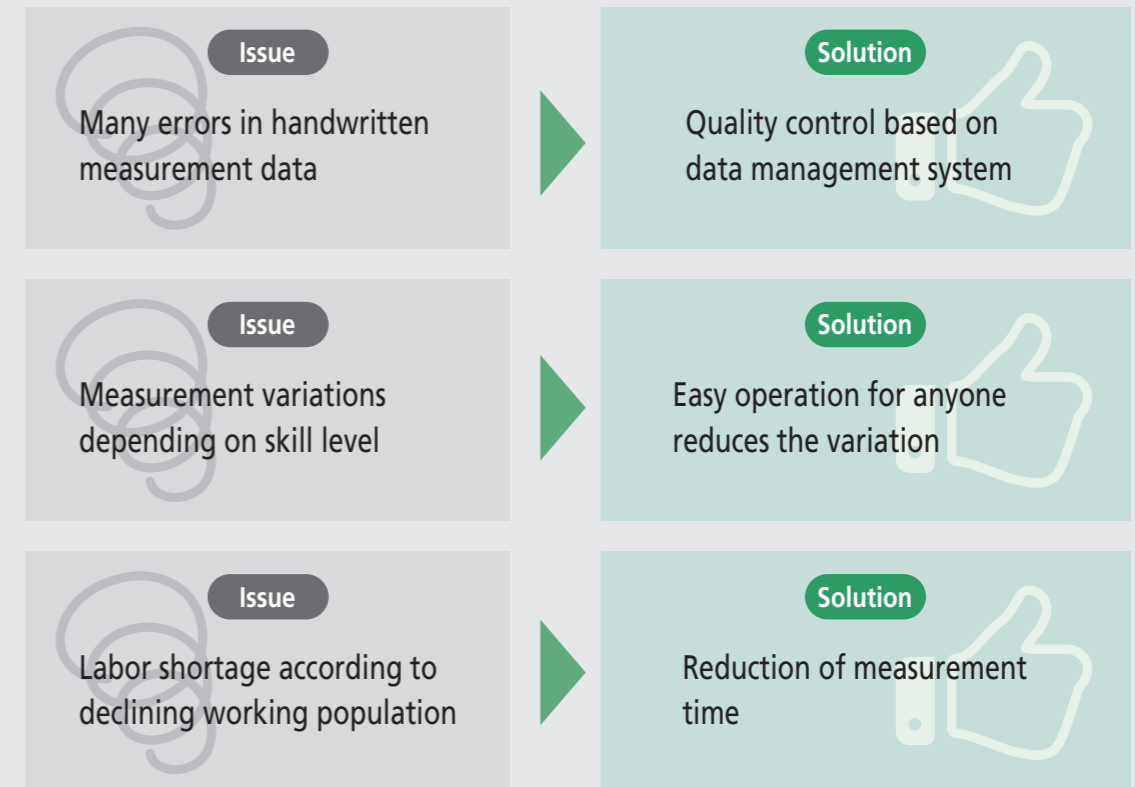 Issue
Many errors in handwritten
measurement data
Solution
Quality control based on
data management system
Issue
Measurement variations
depending on skill level
Solution
Easy operation for anyone
reduces the variation
Issue
Labor shortage according to
declining working population
Solution
Reduction of measurement
time